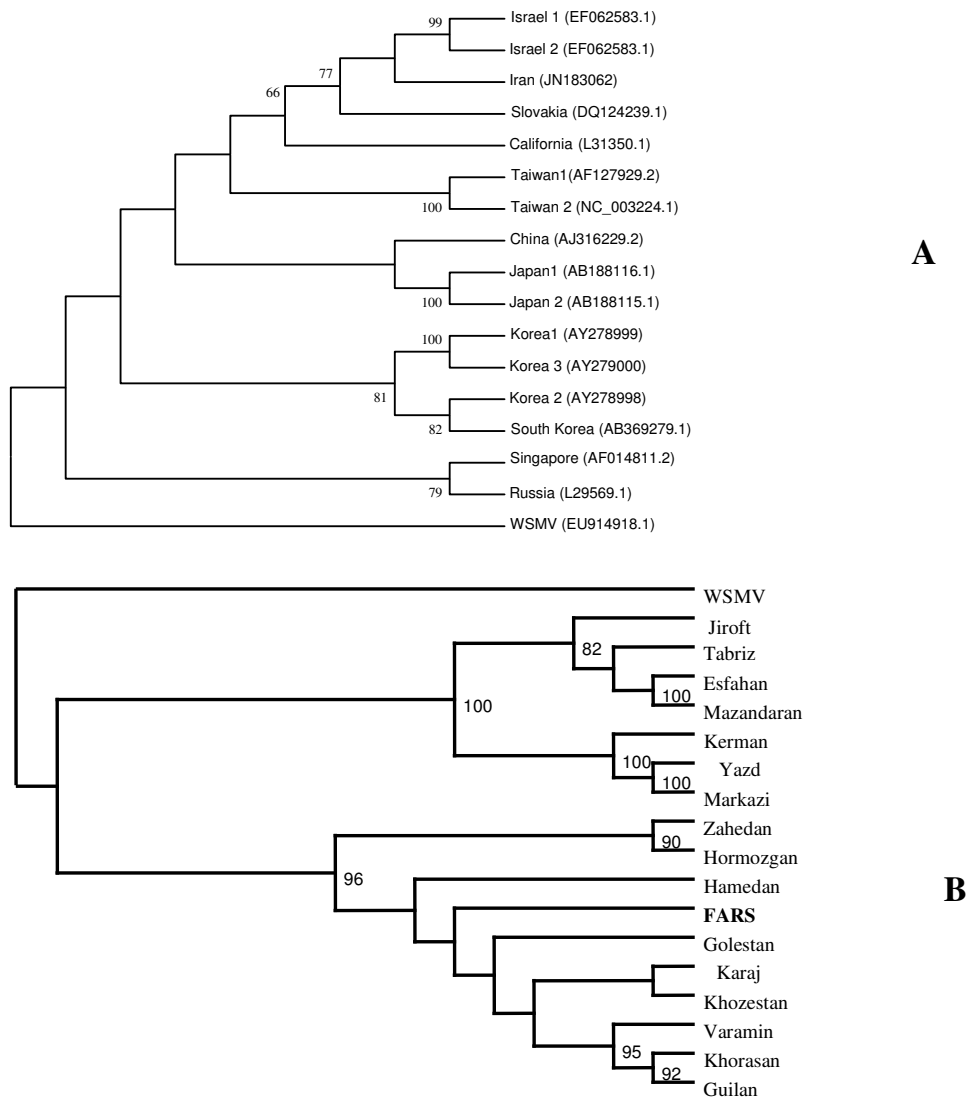 99
Israel 1 (EF062583.1)
Israel 2 (EF062583.1)
77
Iran (JN183062)
66
Slovakia (DQ124239.1)
California (L31350.1)
Taiwan1(AF127929.2)
100
Taiwan 2 (NC_003224.1)
China (AJ316229.2)
A
Japan1 (AB188116.1)
100
Japan 2 (AB188115.1)
100
Korea1 (AY278999)
Korea 3 (AY279000)
81
Korea 2 (AY278998)
82
South Korea (AB369279.1)
Singapore (AF014811.2)
79
Russia (L29569.1)
WSMV (EU914918.1)
WSMV
Jiroft
82
Tabriz
Esfahan
100
Mazandaran
100
Kerman
100
Yazd
100
Markazi
Zahedan
90
Hormozgan
96
Hamedan
B
FARS
Golestan
Karaj
Khozestan
Varamin
95
Khorasan
92
Guilan